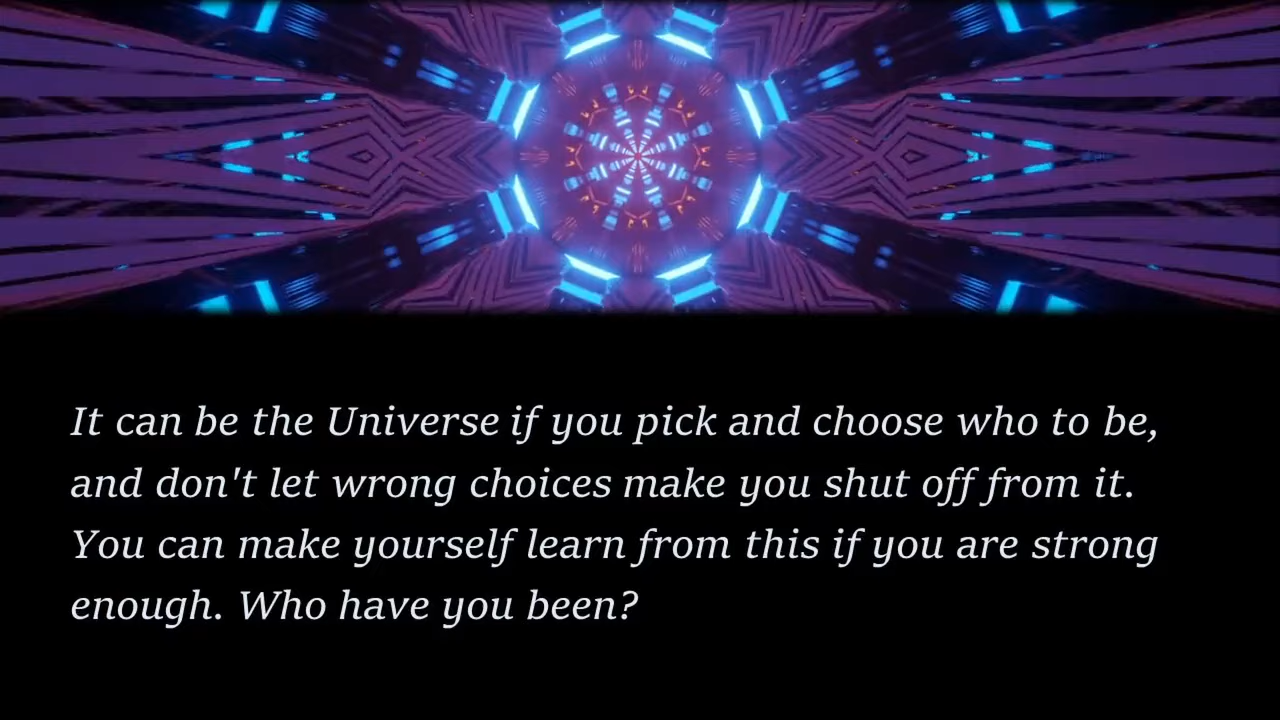 It can be the Universe if you pick and choose who to be,
and don't let wrong choices make you shut off from it.
You can make yourself learn from this if you are strong
enough. Who have you been?